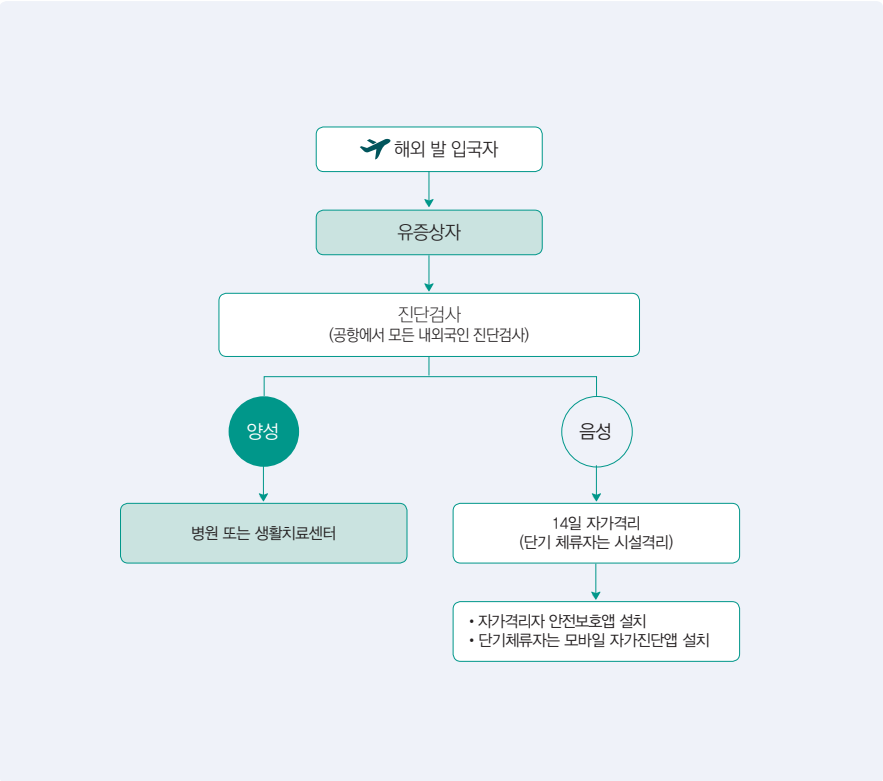 해외 발 입국자
유증상자
진단검사
(공항에서 모든 내외국인 진단검사)
양성
음성
병원 또는 생활치료센터
14일 자가격리
(단기 체류자는 시설격리)
• 자가격리자 안전보호앱 설치
• 단기체류자는 모바일 자가진단앱 설치